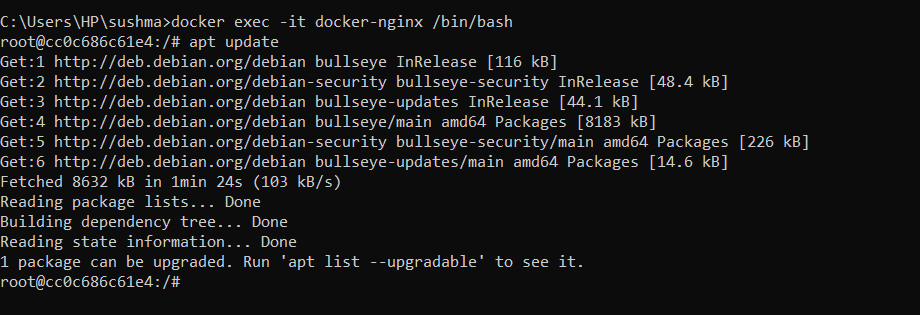 C:\Users\HP\sushma>docker exec -it docker-nginx /bin/bash
root@cc0c686c61e4:/# apt update
Get:1 http://deb.debian.org/debian bullseye InRelease [116 kB]
Get:2 http://deb.debian.org/debian-security bullseye-security InRelease [48.4 kB]
Get:3 http://deb.debian.org/debian bullseye-updates InRelease [44.1 kB]
Get:4 http://deb.debian.org/debian bullseye/main amd64 Packages [8183 kB]
Get:5 http://deb.debian.org/debian-security bullseye-security/main amd64 Packages [226 kB]
Get:6 http://deb.debian.org/debian bullseye-updates/main amd64 Packages [14.6 kB]
Fetched 8632 kB in 1min 24s (103 kB/s)
Reading package lists... Done
Building dependency tree... Done
Reading state information... Done
1 package can be upgraded. Run 'apt list --upgradable' to see it.
root@cc0c686c61e4:/#